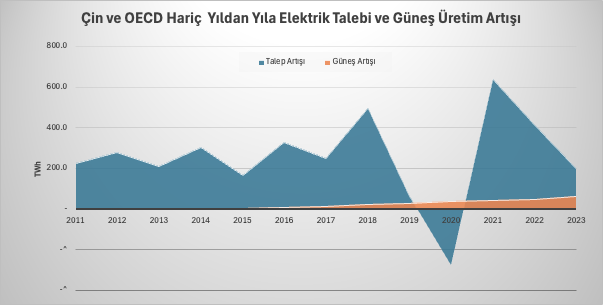 Çin ve OECD Hariç  Yıldan Yıla Elektrik Talebi ve Güneş Üretim Artışı
800.0
Talep Artışı
Güneş Artışı
600.0
400.0
TWh
200.0
-
2011 2012 2013 2014 2015 2016 2017 2018 2019 2020 2021 2022 2023